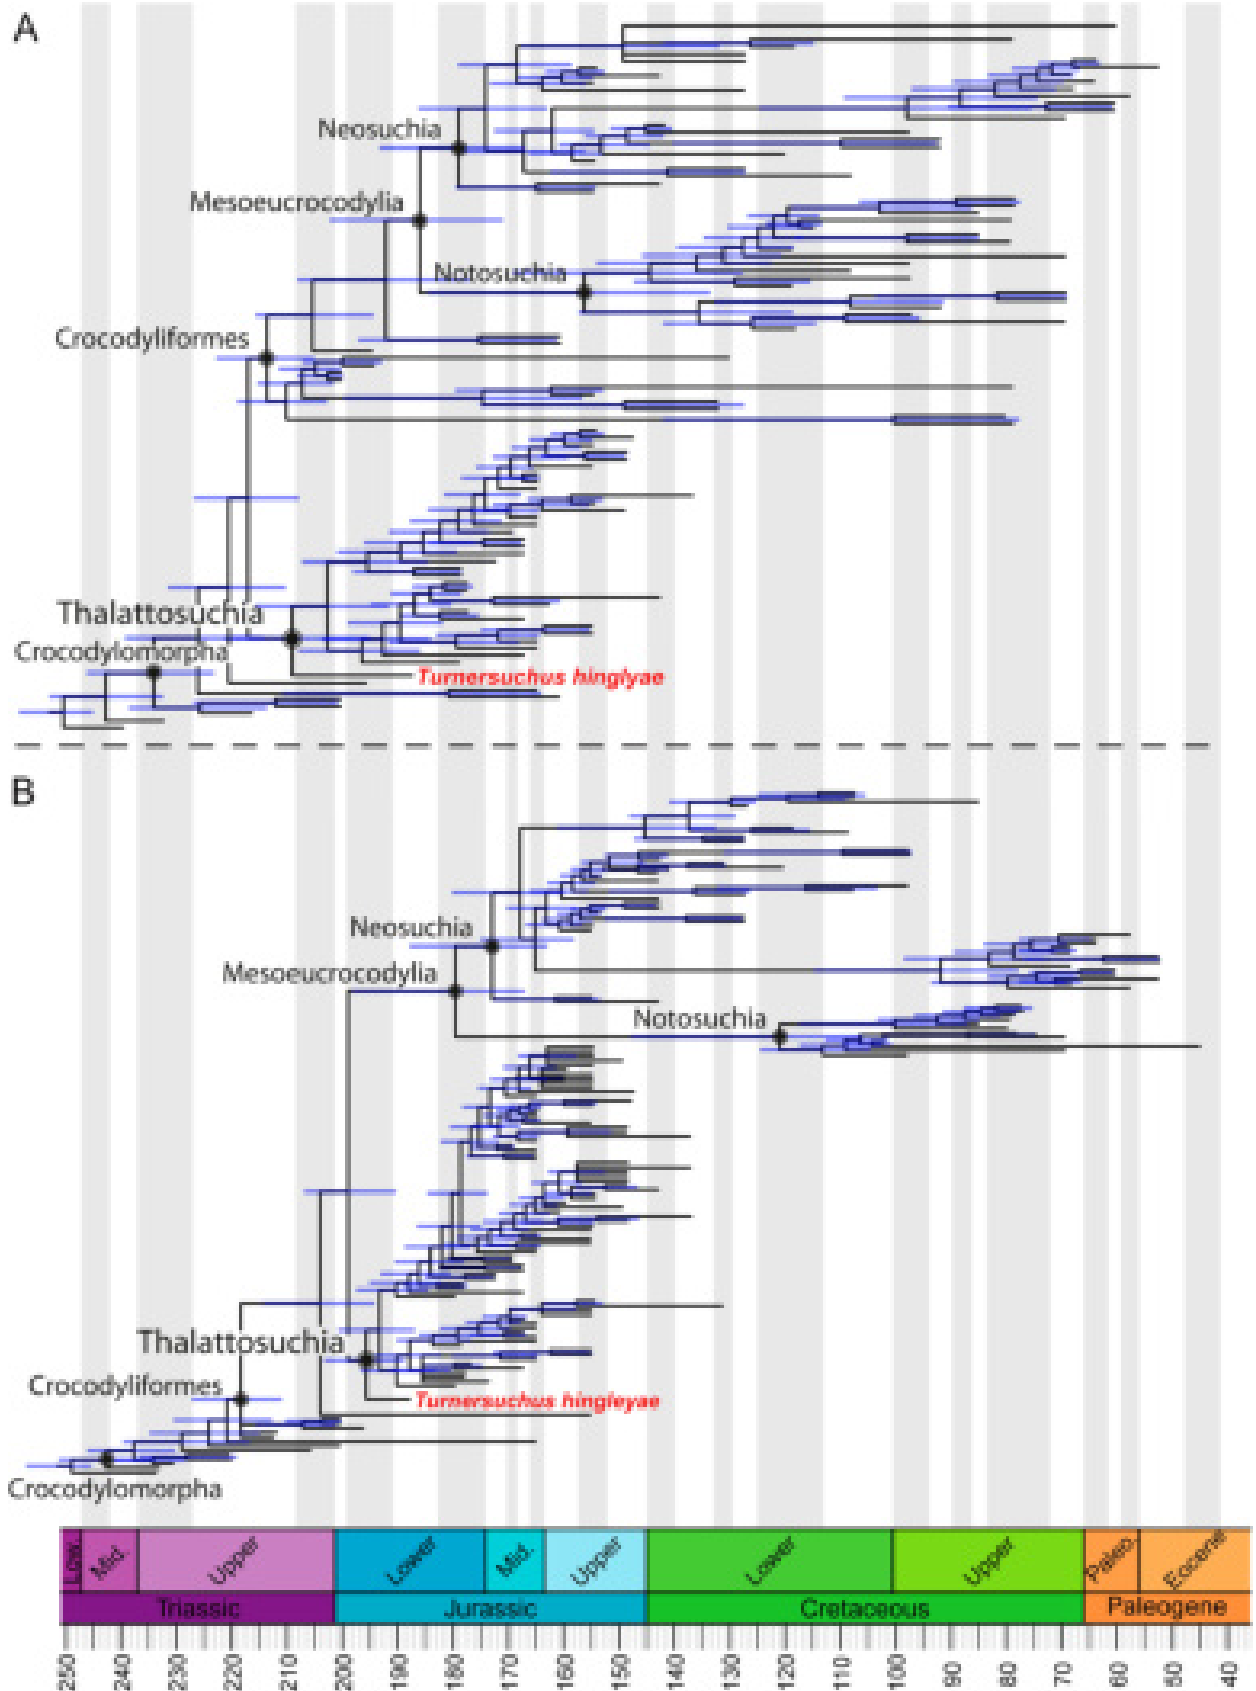 A
Neosuchia
Mesoeucrocodylia
Notosuchia
Crocodyliformes
Thalattosuchia
Crocodylomorpha
Turnersuchus hinglyae
B
Neosuchia
Mesoeucrocodylia
Notosuchia
Thalattosuchia
Crocodyliformes
Turnersuchus hingleyae
Crocodylomorpha
Low. Mid. Upper Lower Mid. Upper Lower Upper Paleo. Eocene
Triassic Jurassic Cretaceous Paleogene
250 240 230 220 210 200 190 180 170 160 150 140 130 120 110 100 90 80 70 60 50 40